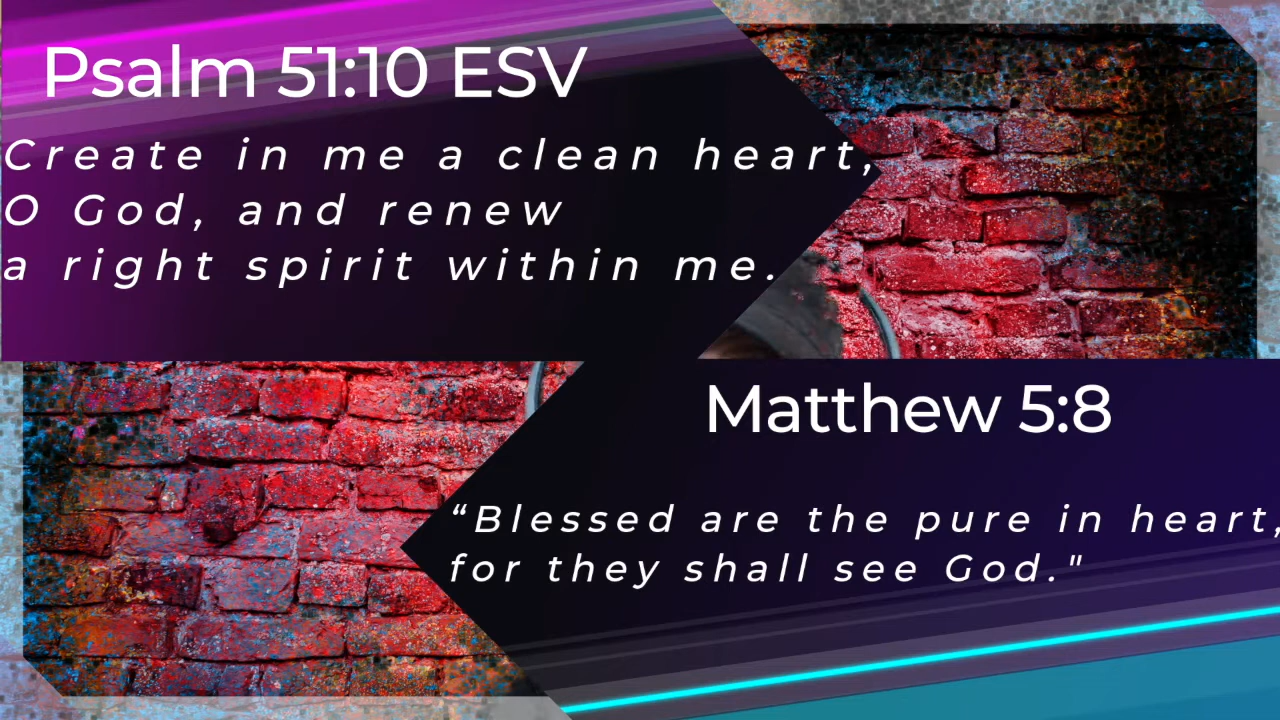 Psalm 51:10 ESV
Create in me a clean heart,
O God, and renew
a right spirit within me.
Matthew 5:8
“Blessed are the pure in heart,
for they shall see God."